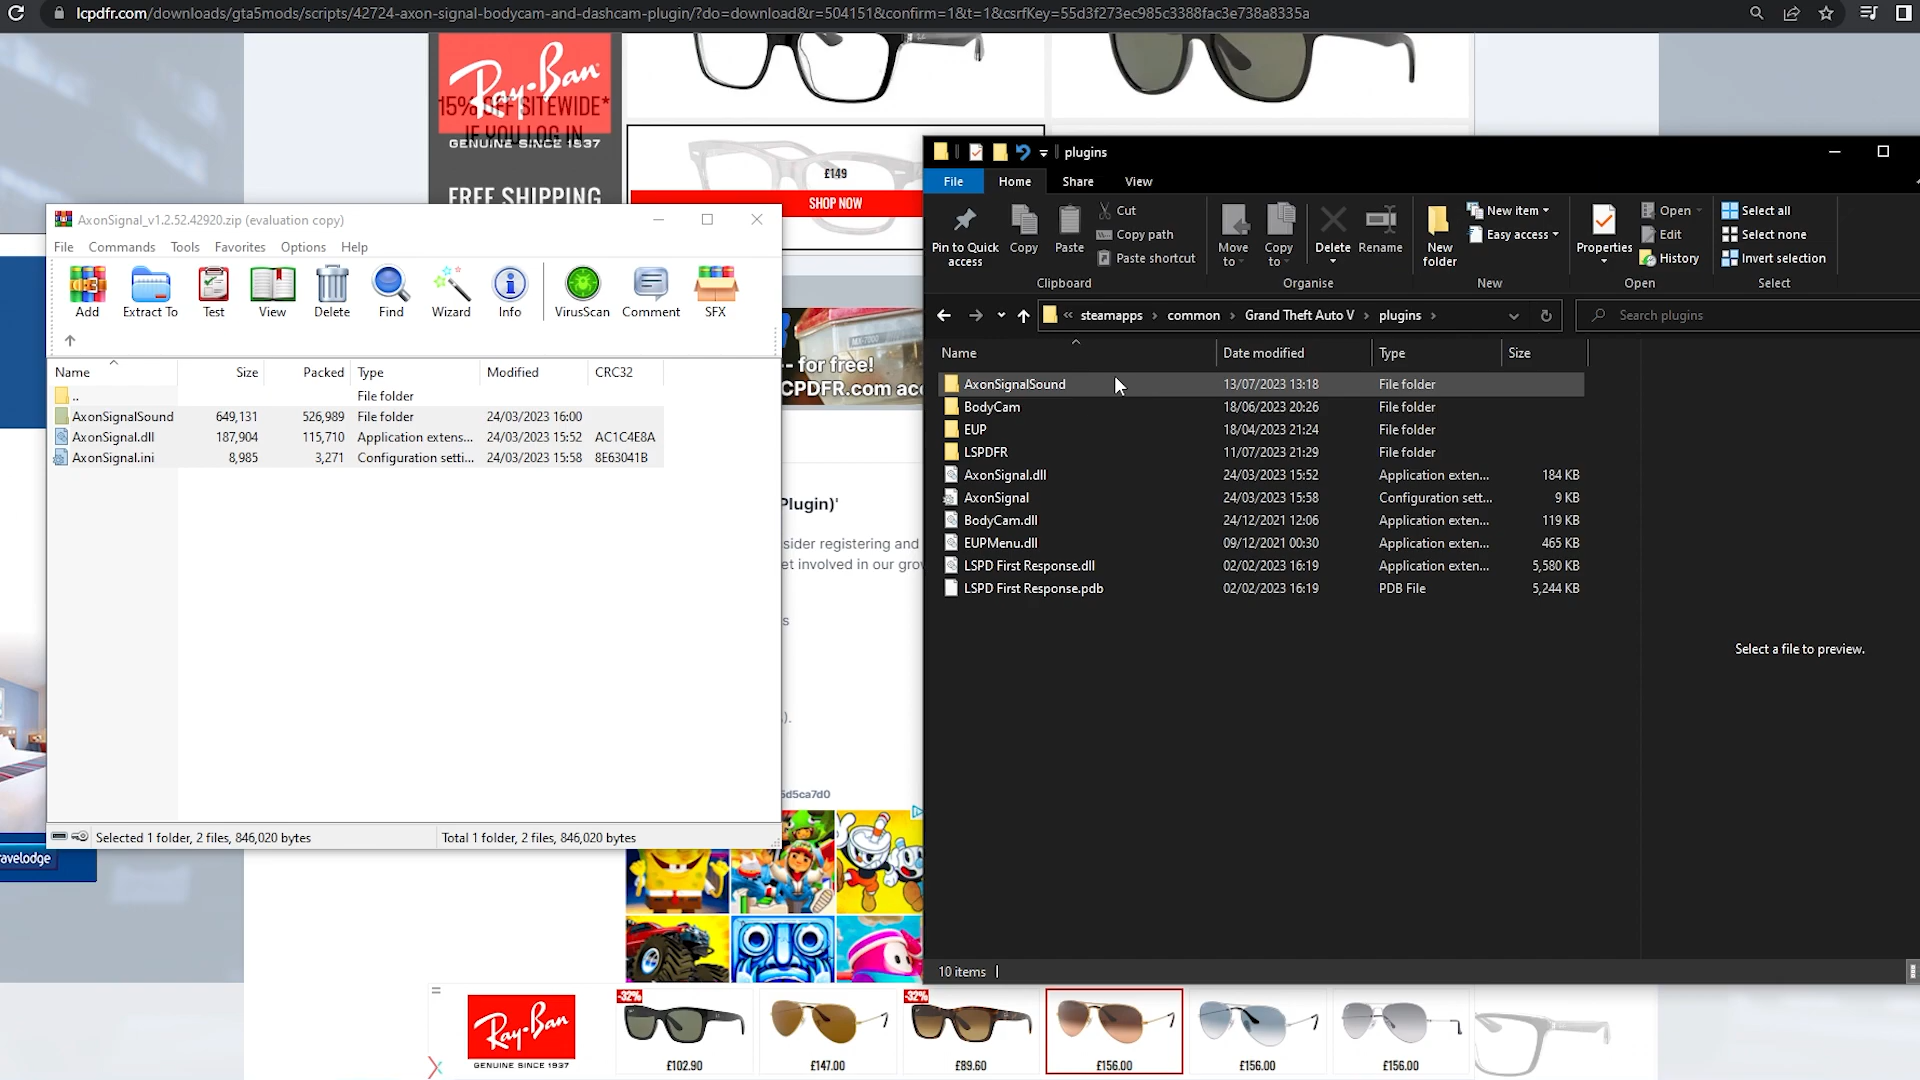 lcpdfr.com/downloads/gta5mods/scripts/42724-axon-signal-bodycam-and-dashcam-plugin/?do=download&r=504151&confirm=1&t=1&csrfKey=55d3f273ec985c3388fac3e738a8335a
Ray-Ban
15% OFF SITEWIDE*
IF YOU LOG IN
GENUINE SINCE 1937
FREE SHIPPING
£149
SHOP NOW
AxonSignal_v1.2.52.42920.zip (evaluation copy)
File Commands Tools Favorites Options Help
Add Extract To Test View Delete Find Wizard Info VirusScan Comment SFX
Name Size Packed Type Modified CRC32
.. File folder
AxonSignalSound 649,131 526,989 File folder 24/03/2023 16:00
AxonSignal.dll 187,904 115,710 Application extens... 24/03/2023 15:52 AC1C4E8A
AxonSignal.ini 8,985 3,271 Configuration setti... 24/03/2023 15:58 8E63041B
Selected 1 folder, 2 files, 846,020 bytes
Total 1 folder, 2 files, 846,020 bytes
plugins
File Home Share View
Pin to Quick access
Copy
Paste
Cut
Copy path
Paste shortcut
Clipboard
Move to
Copy to
Delete
Rename
Organise
New folder
New item
Easy access
New
Properties
Open
Edit
History
Open
Select all
Select none
Invert selection
Select
« steamapps › common › Grand Theft Auto V › plugins ›
Search plugins
Name Date modified Type Size
AxonSignalSound 13/07/2023 13:18 File folder
BodyCam 18/06/2023 20:26 File folder
EUP 18/04/2023 21:24 File folder
LSPDFR 11/07/2023 21:29 File folder
AxonSignal.dll 24/03/2023 15:52 Application exten... 184 KB
AxonSignal 24/03/2023 15:58 Configuration sett... 9 KB
BodyCam.dll 24/12/2021 12:06 Application exten... 119 KB
EUPMenu.dll 09/12/2021 00:30 Application exten... 465 KB
LSPD First Response.dll 02/02/2023 16:19 Application exten... 5,580 KB
LSPD First Response.pdb 02/02/2023 16:19 PDB File 5,244 KB
Select a file to preview.
10 items
-- for free!
CPDFR.com acc
Plugin)'
sider registering and
et involved in our grow
s
).
5d5ca7d0
avelodge
Ray-Ban
GENUINE SINCE 1937
-32%
£102.90
£147.00
-32%
£89.60
£156.00
£156.00
£156.00